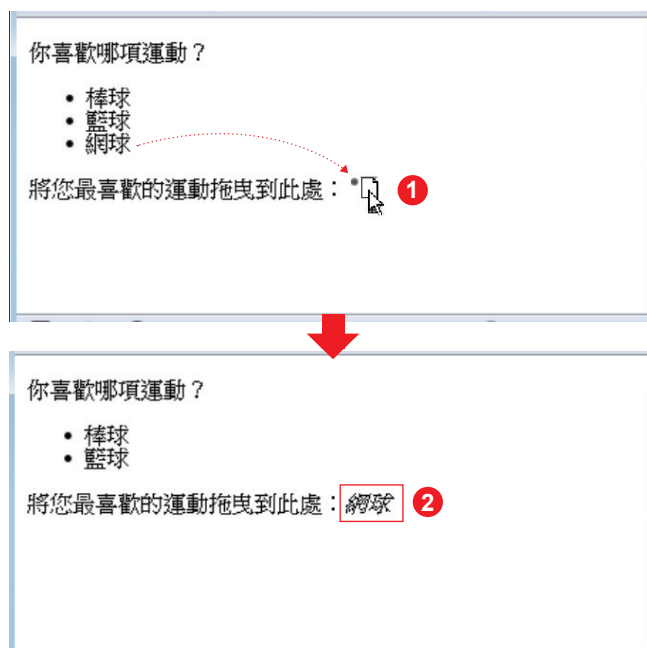 你喜歡哪項運動？
• 棒球
• 籃球
• 網球
將您最喜歡的運動拖曳到此處： 1
你喜歡哪項運動？
• 棒球
• 籃球
將您最喜歡的運動拖曳到此處：網球 2